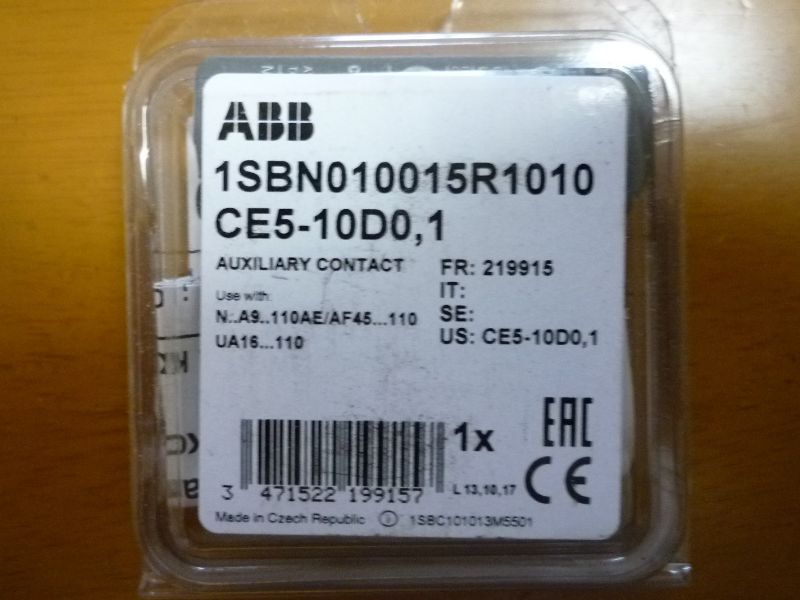 ABB
1SBN010015R1010
CE5-10D0,1
AUXILIARY CONTACT
FR: 219915
IT:
Use with:
SE:
N..A9..110AE/AF45...110
US: CE5-10D0,1
UA16...110
1x
EAC
CE
3 471522 199157
L 13,10,17
Made in Czech Republic
1SBC101013M5501